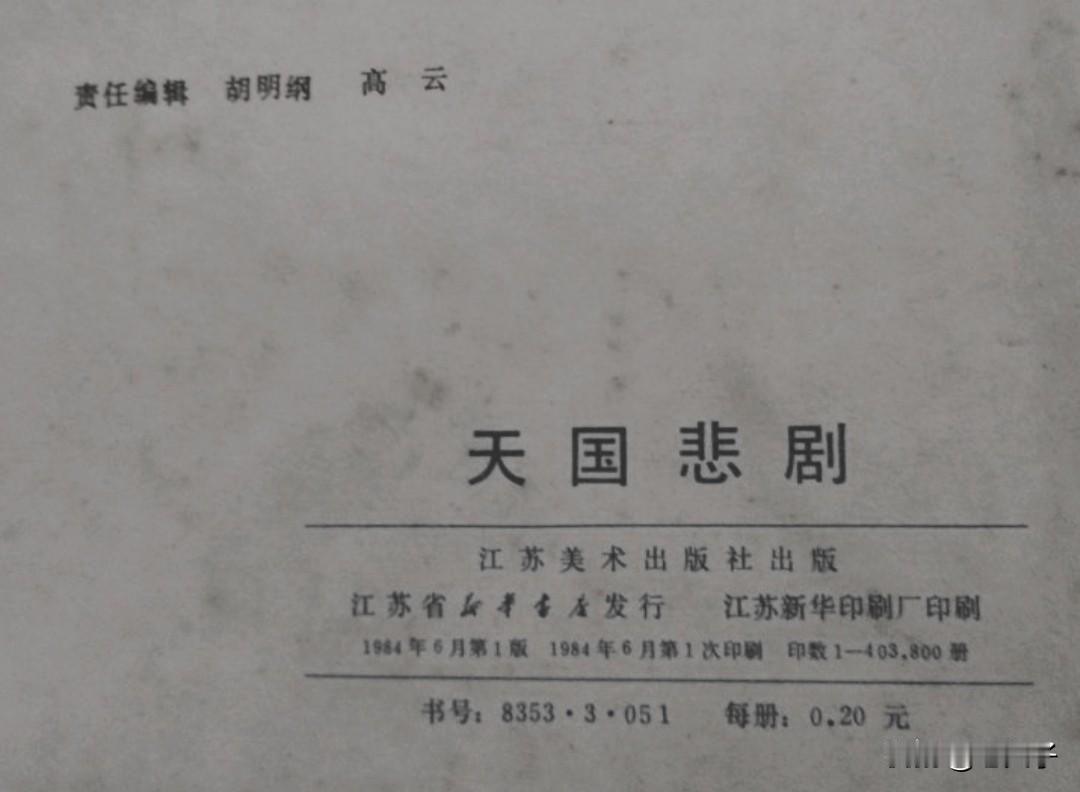 责任编辑 胡明纲 高云
天国悲剧
江苏美术出版社出版
江苏省新华书店发行 江苏新华印刷厂印刷
1984年6月第1版 1984年6月第1次印刷 印数1—403,800册
书号：8353·3·051 每册：0.20元